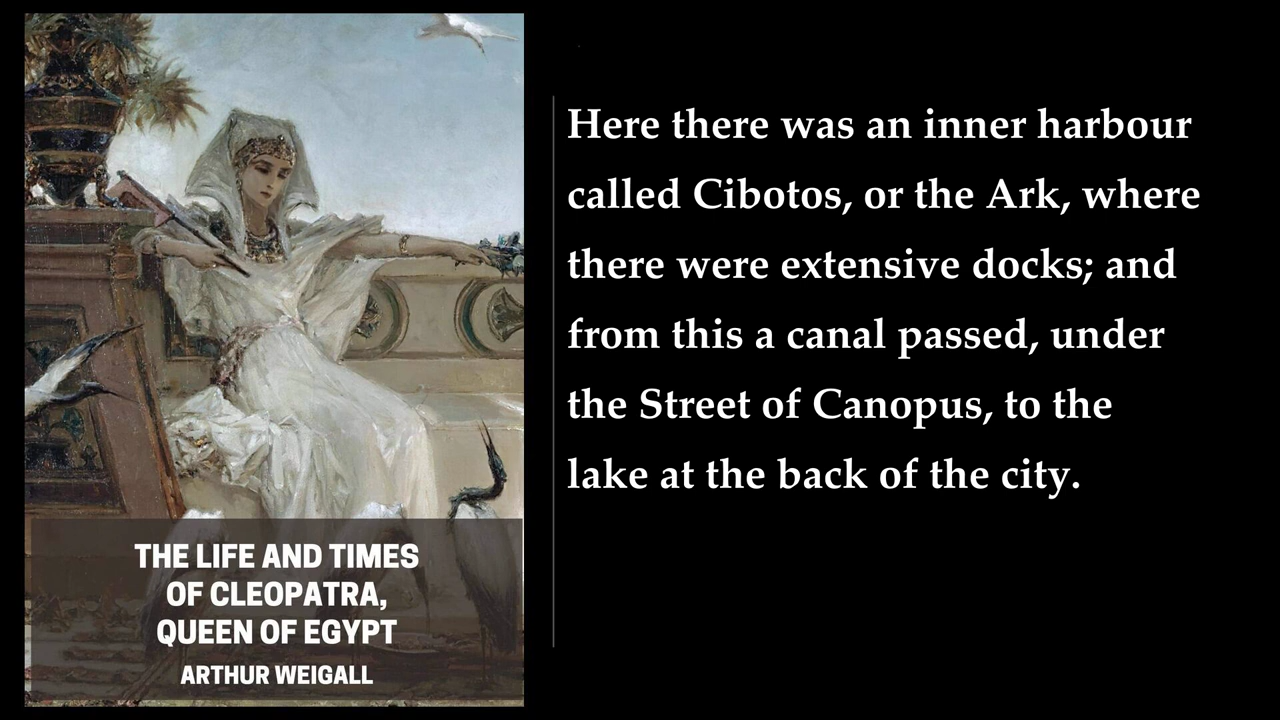 Here there was an inner harbour
called Cibotos, or the Ark, where
there were extensive docks; and
from this a canal passed, under
the Street of Canopus, to the
lake at the back of the city.
THE LIFE AND TIMES
OF CLEOPATRA,
QUEEN OF EGYPT
ARTHUR WEIGALL